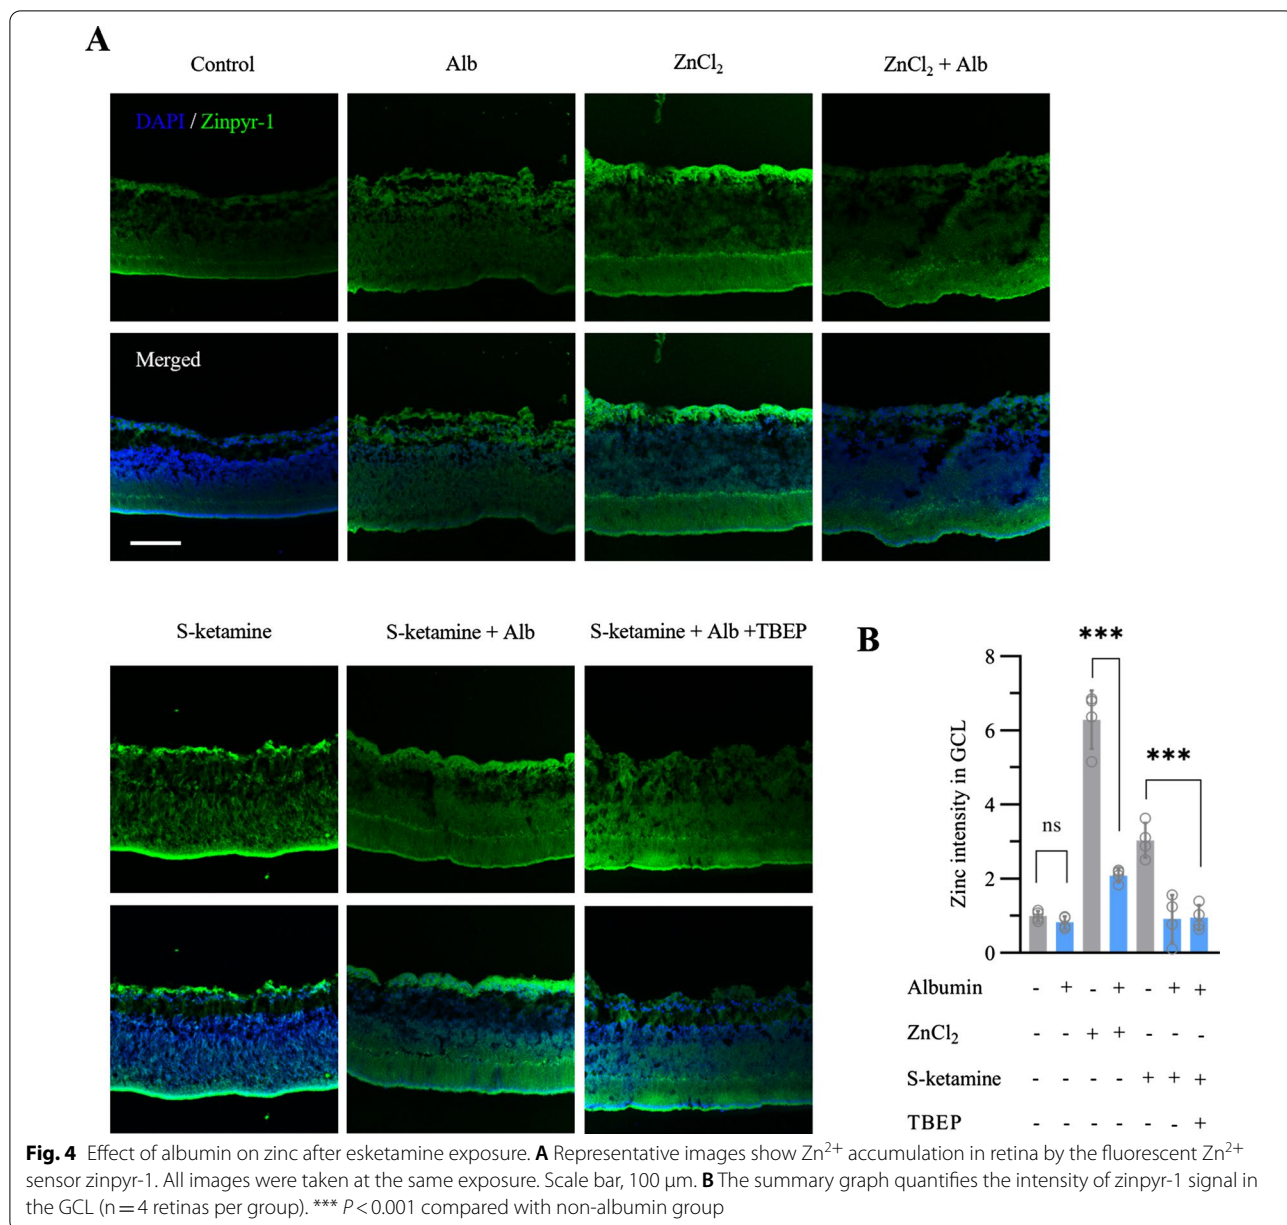 A
Control Alb ZnCl₂ ZnCl₂ + Alb
DAPI / Zinpyr-1
Merged
S-ketamine S-ketamine + Alb S-ketamine + Alb +TBEP
B
Zinc intensity in GCL
8
6
4
2
0
ns
***
***
Albumin - + - + - + +
ZnCl₂ - - + + - - -
S-ketamine - - - - + + +
TBEP - - - - - - +
Fig. 4 Effect of albumin on zinc after esketamine exposure. A Representative images show Zn²⁺ accumulation in retina by the fluorescent Zn²⁺
sensor zinpyr-1. All images were taken at the same exposure. Scale bar, 100 μm. B The summary graph quantifies the intensity of zinpyr-1 signal in
the GCL (n = 4 retinas per group). *** P < 0.001 compared with non-albumin group